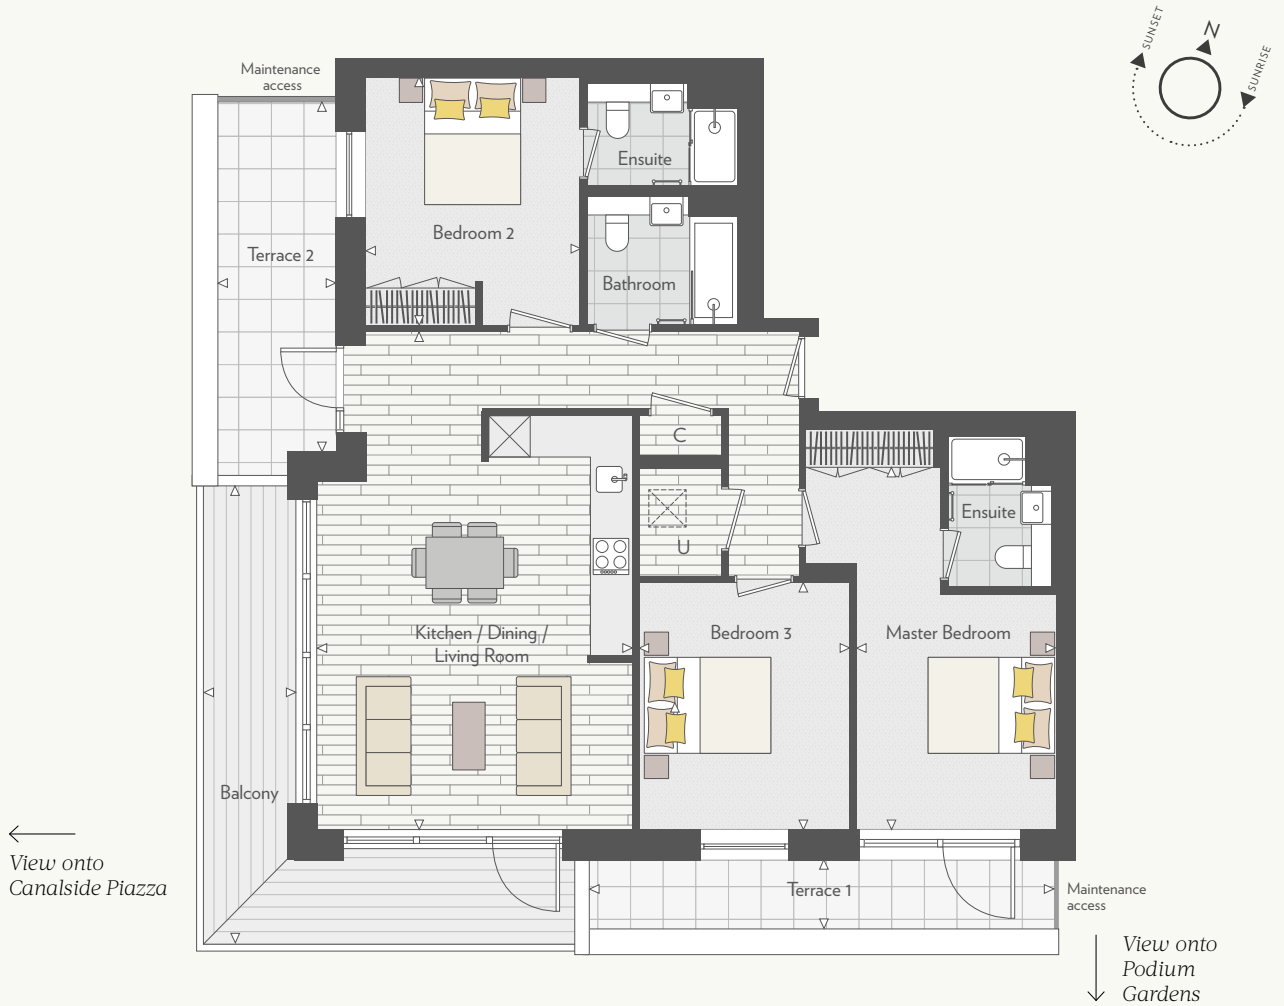 SUNSET
N
SUNRISE
Maintenance
access
Ensuite
Bedroom 2
Terrace 2
Bathroom
C
U
Ensuite
Kitchen / Dining /
Living Room
Bedroom 3
Master Bedroom
Balcony
View onto
Canalside Piazza
Terrace 1
Maintenance
access
View onto
Podium
Gardens